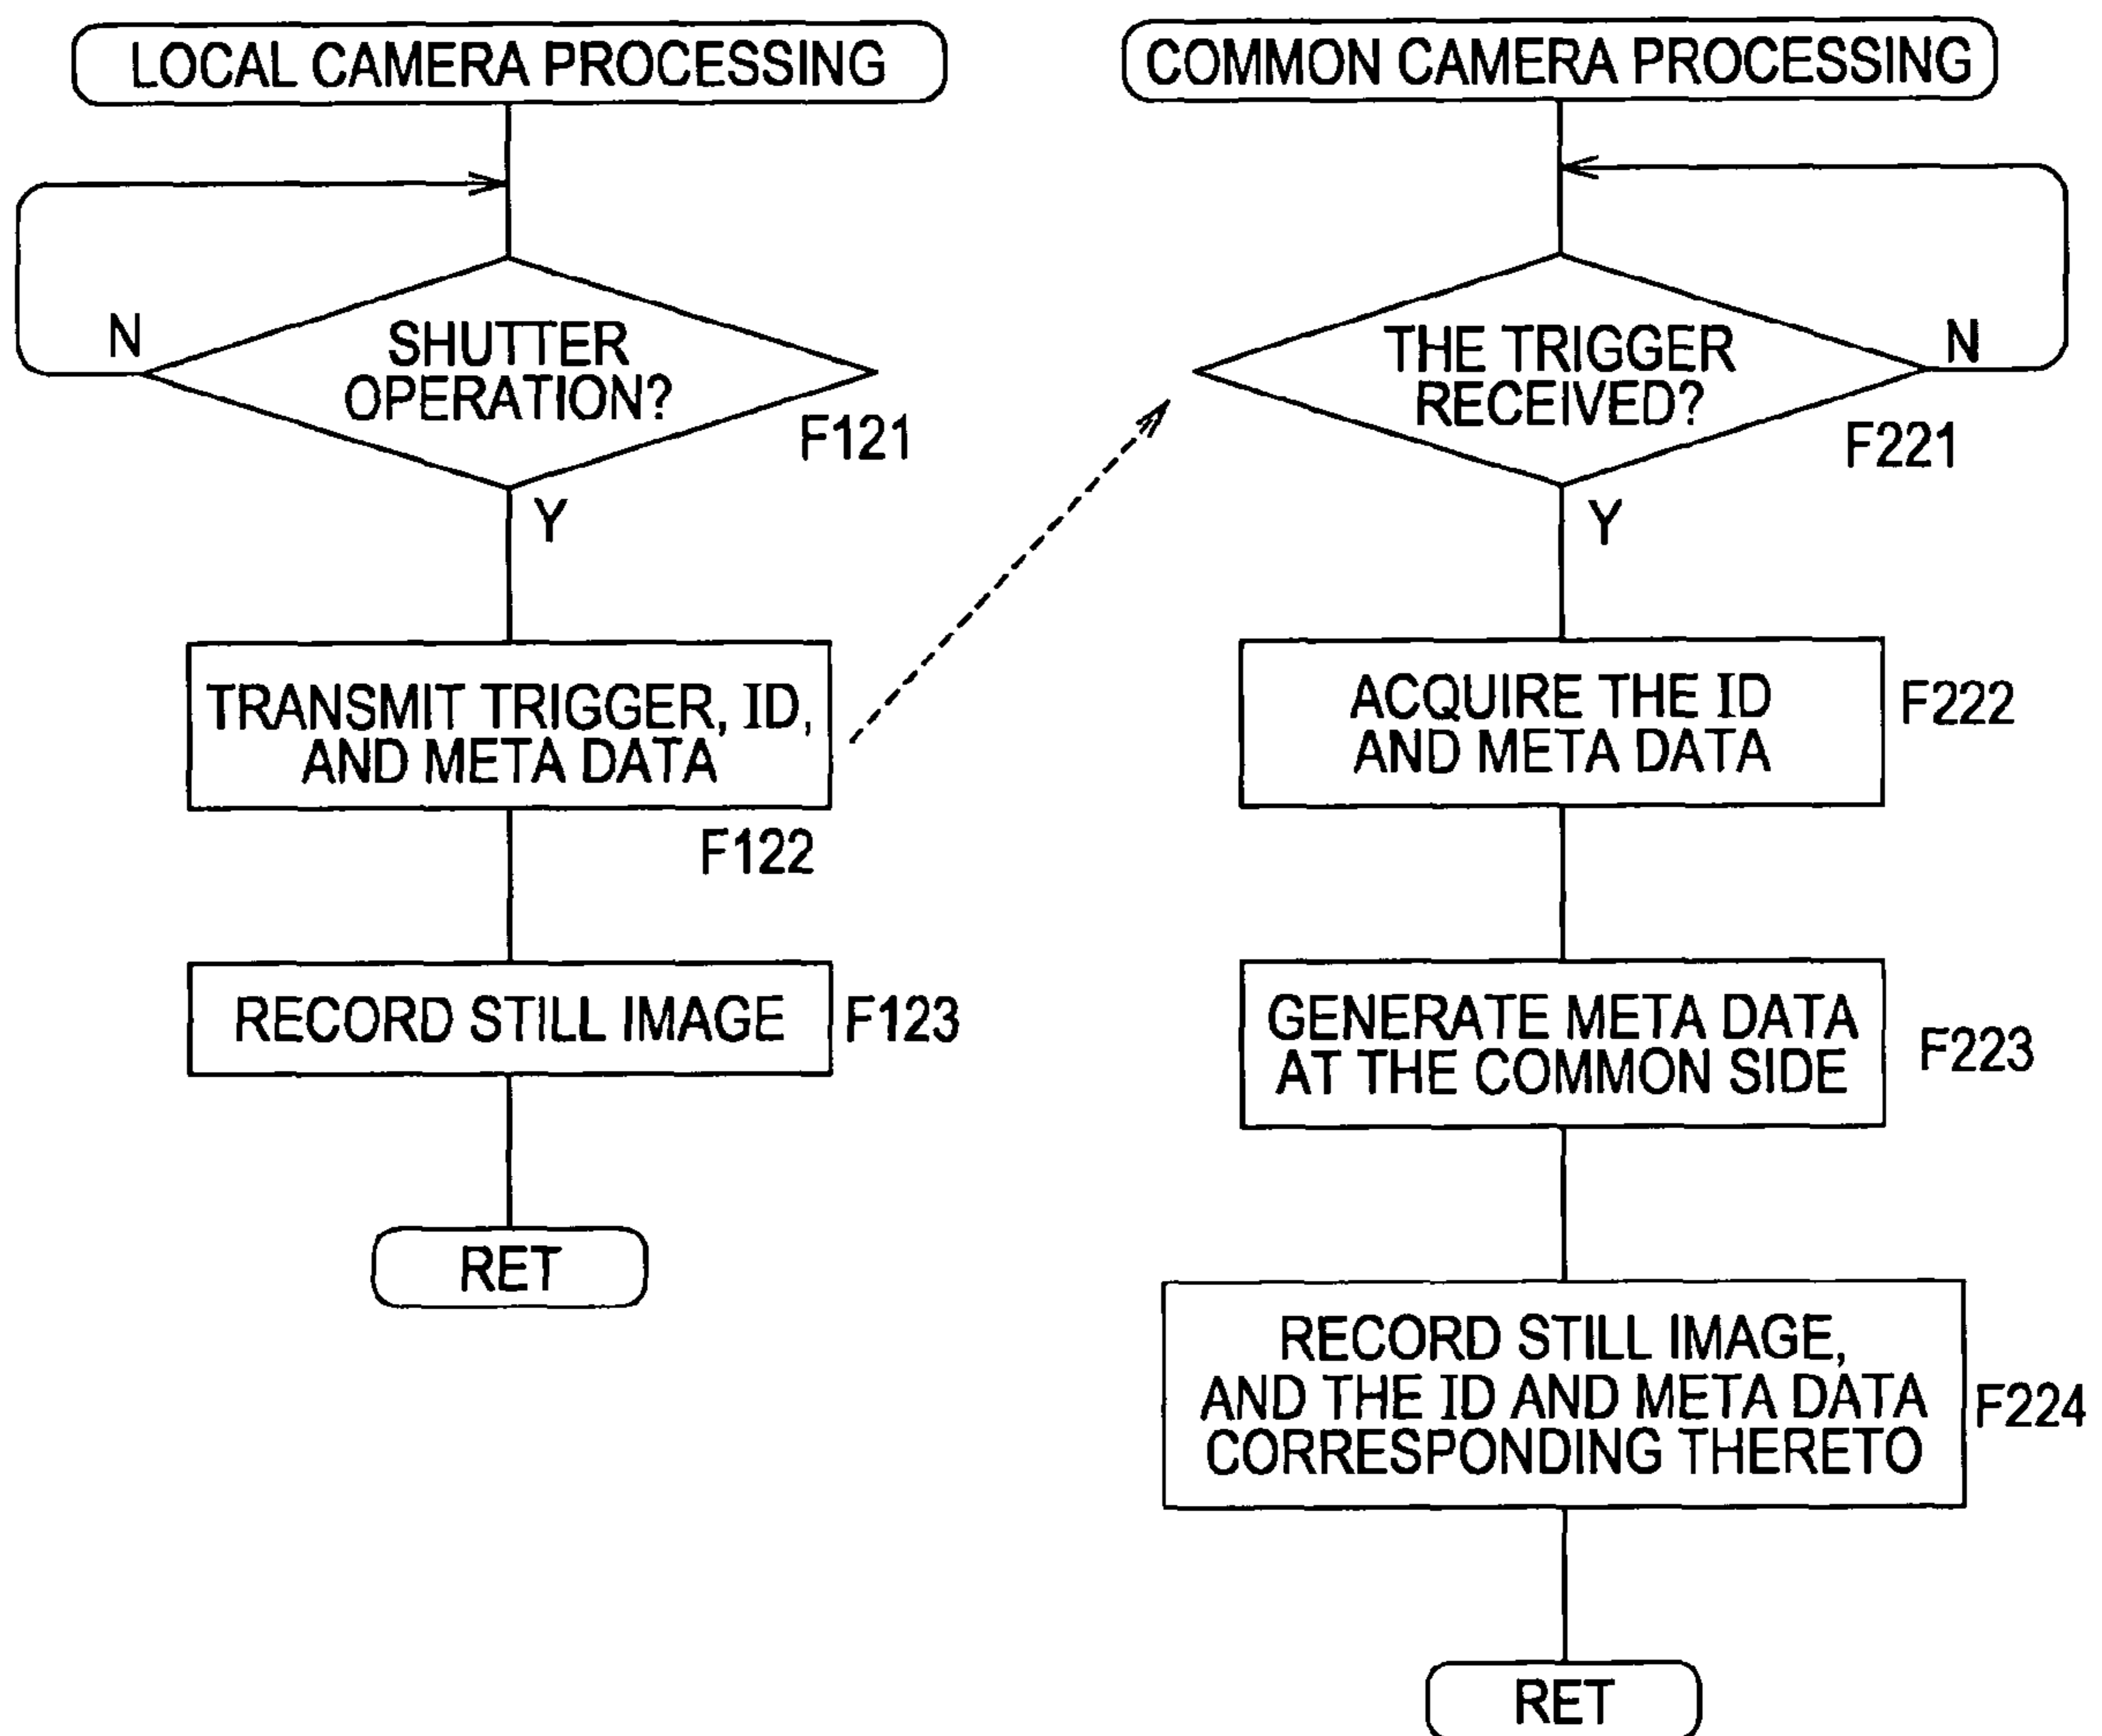 LOCAL CAMERA PROCESSING
N
SHUTTER
OPERATION?
F121
Y
TRANSMIT TRIGGER, ID,
AND META DATA
F122
RECORD STILL IMAGE
F123
RET
COMMON CAMERA PROCESSING
THE TRIGGER
RECEIVED?
N
F221
Y
ACQUIRE THE ID
AND META DATA
F222
GENERATE META DATA
AT THE COMMON SIDE
F223
RECORD STILL IMAGE,
AND THE ID AND META DATA
CORRESPONDING THERETO
F224
RET